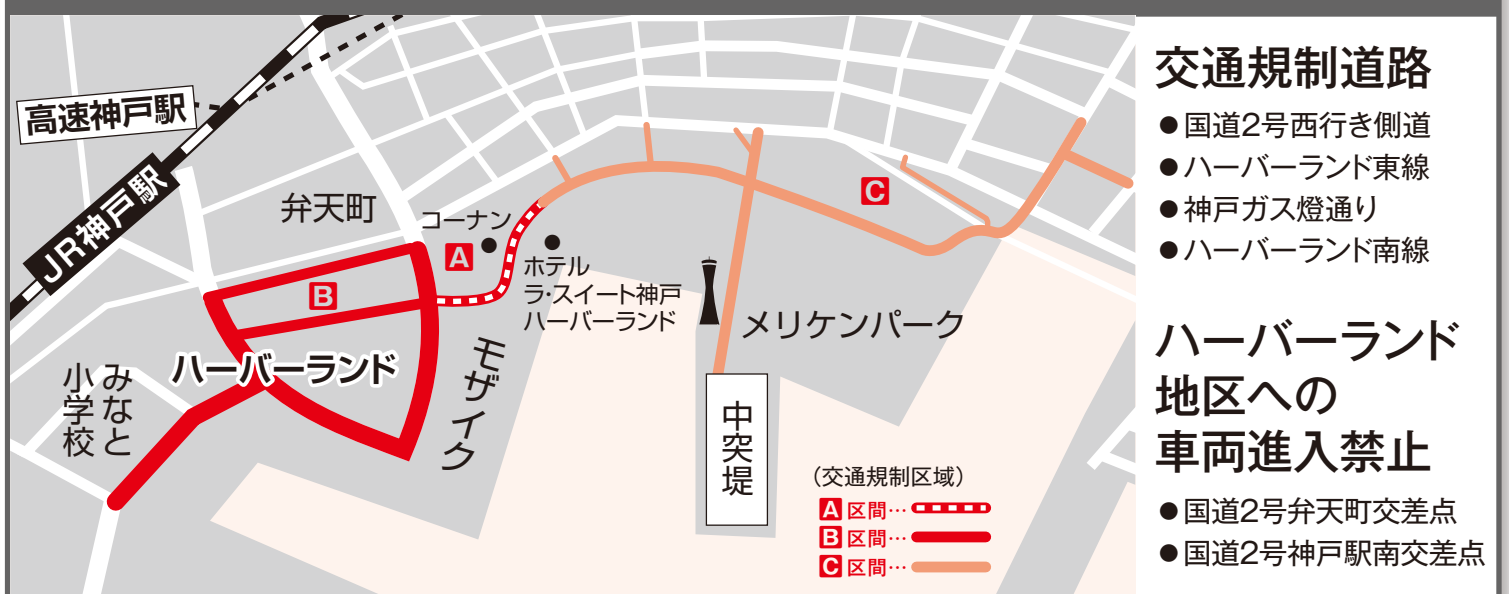 高速神戸駅
JR神戸駅
弁天町
コーナン
A
ホテル
ラ・スイート神戸
ハーバーランド
B
C
メリケンパーク
ハーバーランド
モザイク
みなと
小学校
中突堤
(交通規制区域)
A区間…
B区間…
C区間…
交通規制道路
●国道2号西行き側道
●ハーバーランド東線
●神戸ガス燈通り
●ハーバーランド南線
ハーバーランド
地区への
車両進入禁止
●国道2号弁天町交差点
●国道2号神戸駅南交差点